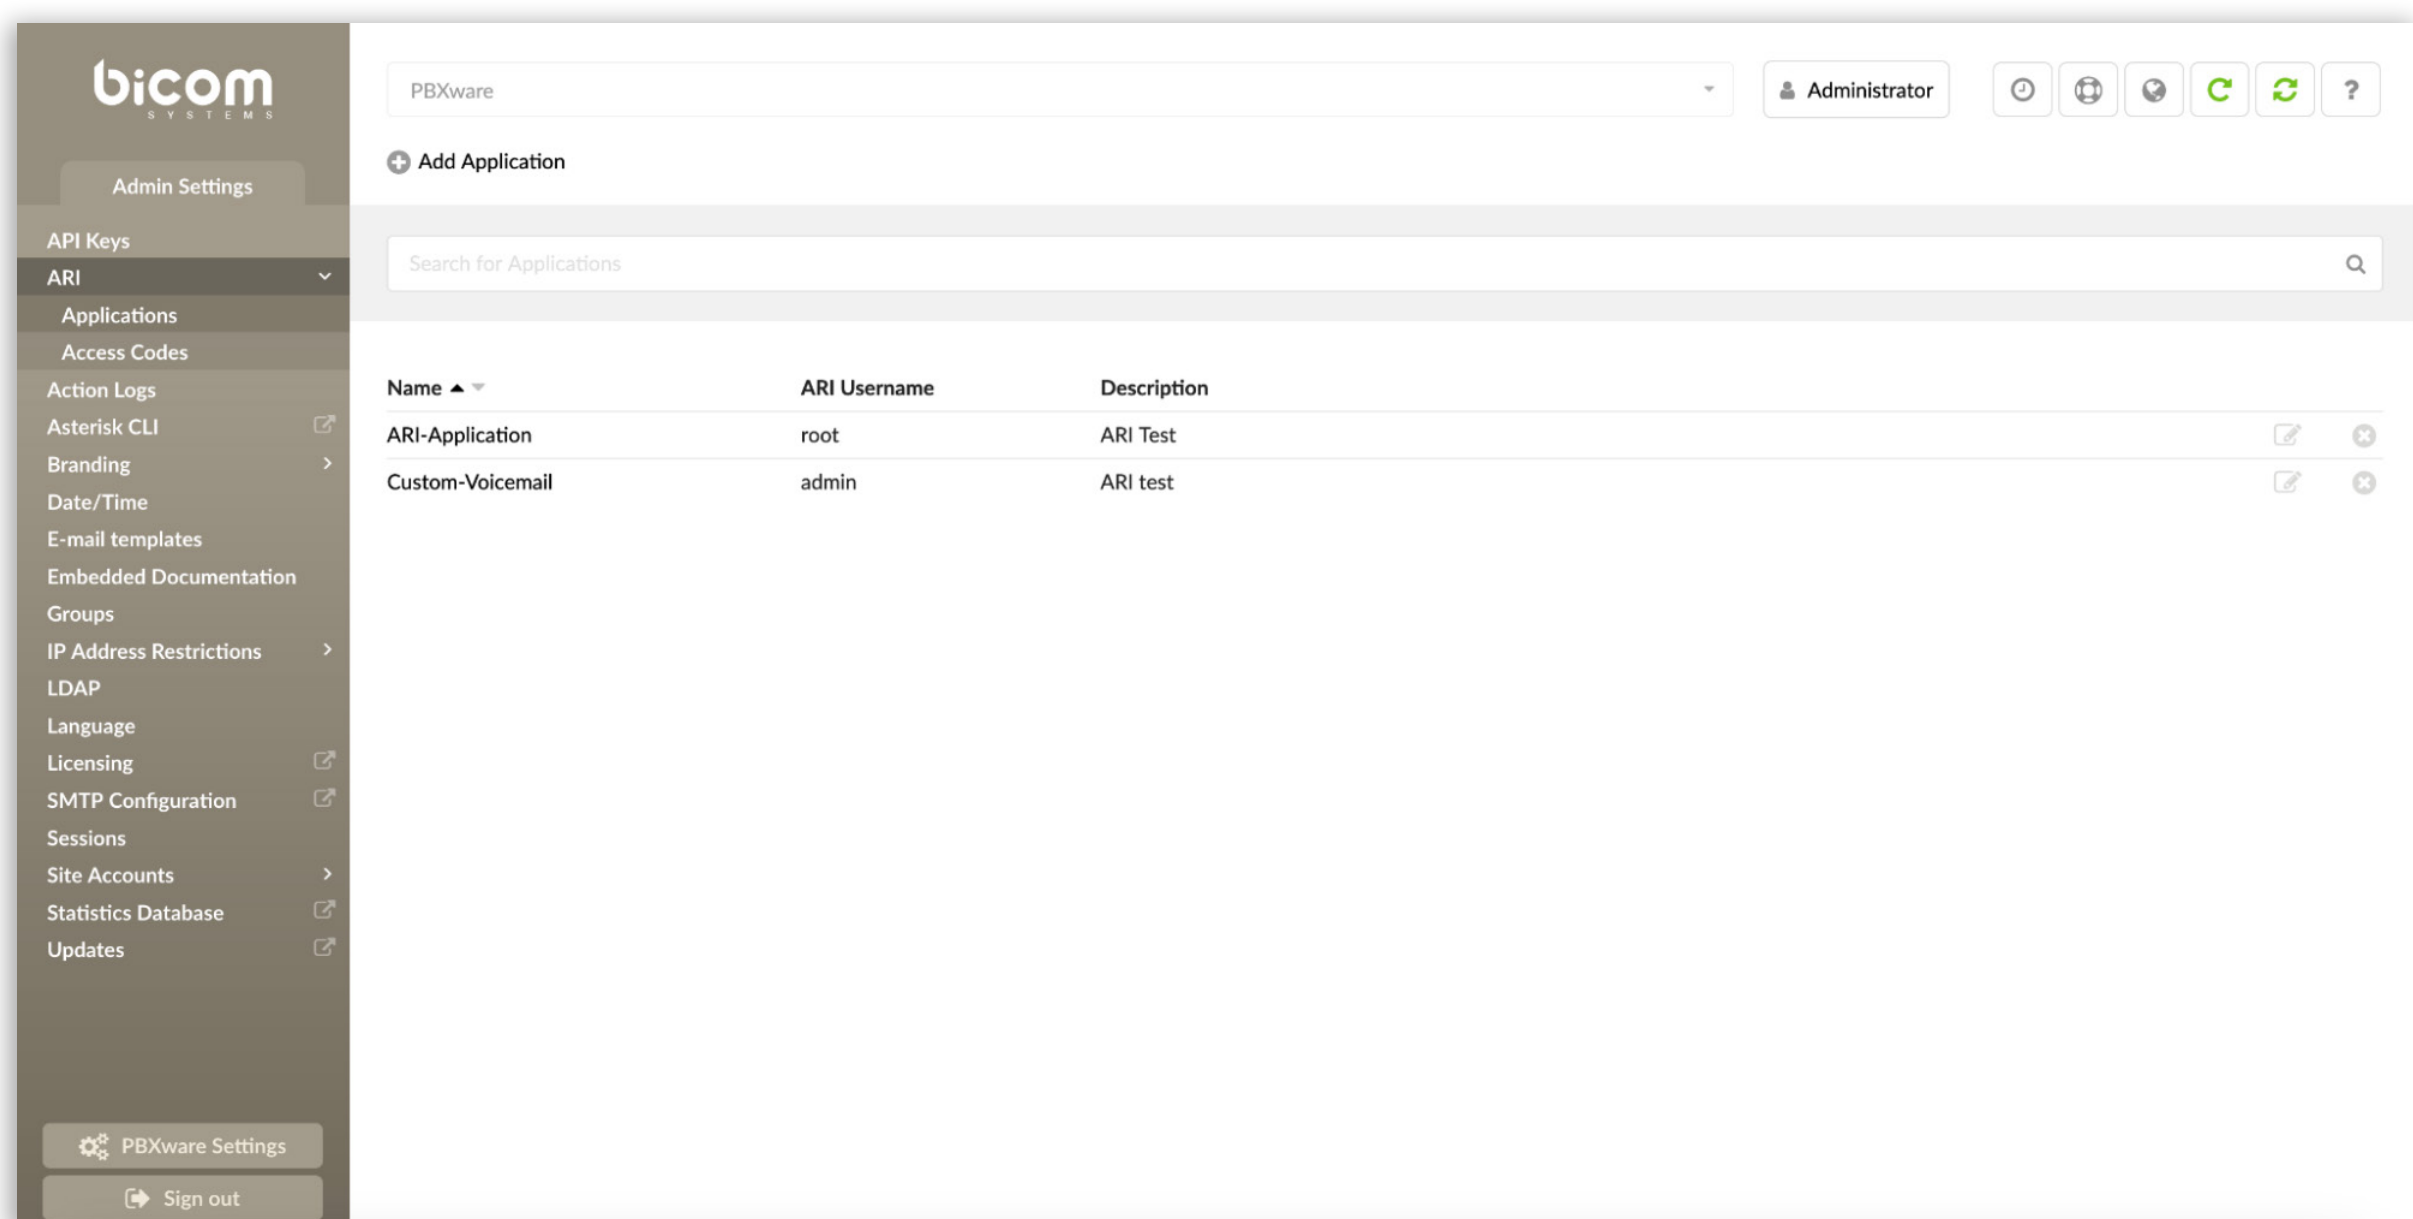 bicom
SYSTEMS
PBXware
Administrator
?
Add Application
Admin Settings
API Keys
ARI
Applications
Access Codes
Action Logs
Asterisk CLI
Branding
Date/Time
E-mail templates
Embedded Documentation
Groups
IP Address Restrictions
LDAP
Language
Licensing
SMTP Configuration
Sessions
Site Accounts
Statistics Database
Updates
PBXware Settings
Sign out
Search for Applications
Name ARI Username Description
ARI-Application root ARI Test
Custom-Voicemail admin ARI test